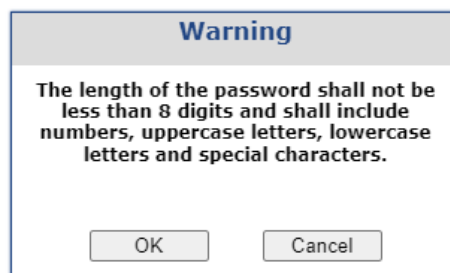 Warning
The length of the password shall not be
less than 8 digits and shall include
numbers, uppercase letters, lowercase
letters and special characters.
OK
Cancel